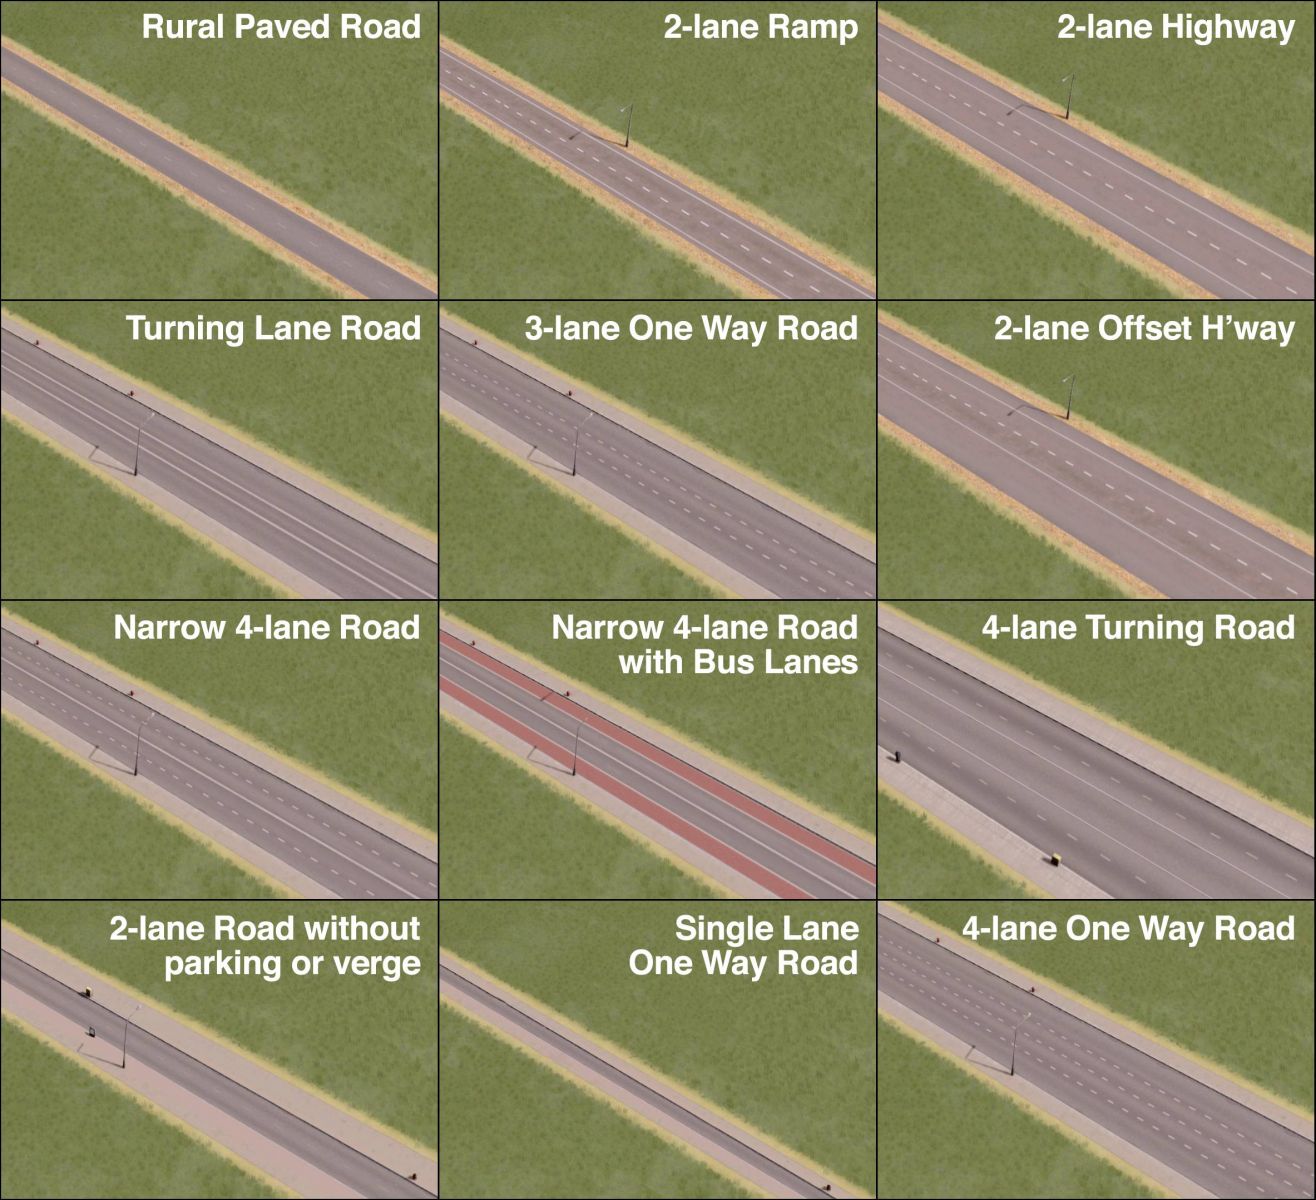 Rural Paved Road
2-lane Ramp
2-lane Highway
Turning Lane Road
3-lane One Way Road
2-lane Offset H’way
Narrow 4-lane Road
Narrow 4-lane Road
with Bus Lanes
4-lane Turning Road
2-lane Road without
parking or verge
Single Lane
One Way Road
4-lane One Way Road